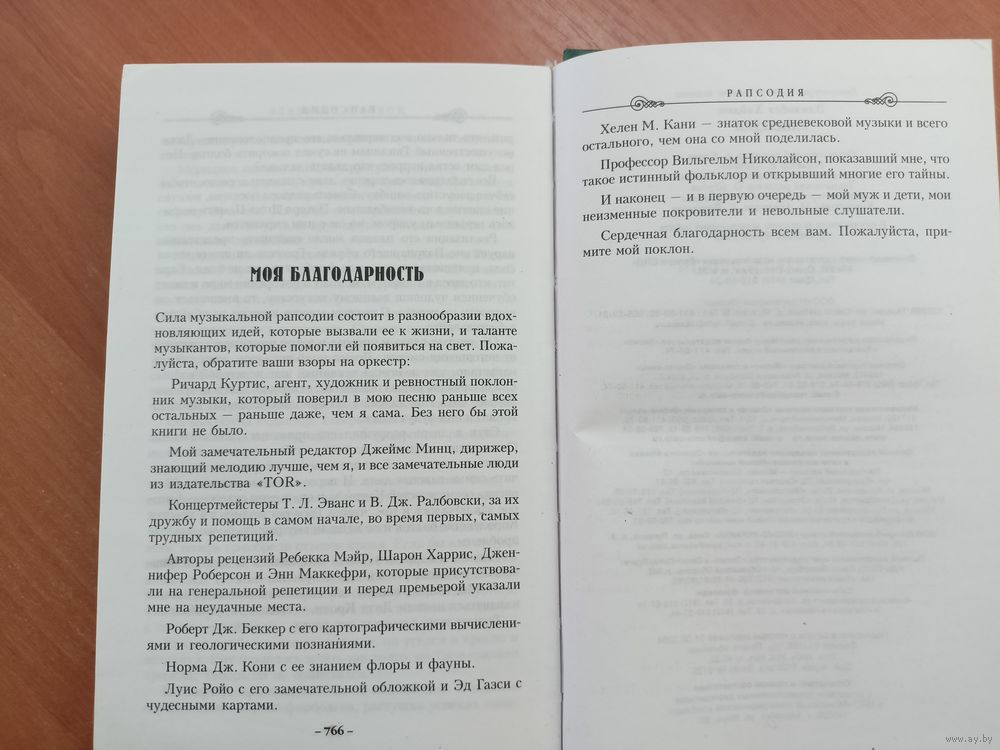 МОЯ БЛАГОДАРНОСТЬ
Сила музыкальной рапсодии состоит в разнообразии вдох-
новляющих идей, которые вызвали ее к жизни, и таланте
музыкантов, которые помогли ей появиться на свет. Пожа-
луйста, обратите ваши взоры на оркестр:
Ричард Куртис, агент, художник и ревностный поклон-
ник музыки, который поверил в мою песню раньше всех
остальных — раньше даже, чем я сама. Без него бы этой
книги не было.
Мой замечательный редактор Джеймс Минц, дирижер,
знающий мелодию лучше, чем я, и все замечательные люди
из издательства «TOR».
Концертмейстеры Т. Л. Эванс и В. Дж. Ралбовски, за их
дружбу и помощь в самом начале, во время первых, самых
трудных репетиций.
Авторы рецензий Ребекка Мэйр, Шарон Харрис, Джен-
нифер Роберсон и Энн Маккефри, которые присутствова-
ли на генеральной репетиции и перед премьерой указали
мне на неудачные места.
Роберт Дж. Беккер с его картографическими вычислени-
ями и геологическими познаниями.
Норма Дж. Кони с ее знанием флоры и фауны.
Луис Ройо с его замечательной обложкой и Эд Газси с
чудесными картами.
– 766 –
РАПСОДИЯ
Хелен М. Кани — знаток средневековой музыки и всего
остального, чем она со мной поделилась.
Профессор Вильгельм Николайсон, показавший мне, что
такое истинный фольклор и открывший многие его тайны.
И наконец — и в первую очередь — мой муж и дети, мои
неизменные покровители и невольные слушатели.
Сердечная благодарность всем вам. Пожалуйста, при-
мите мой поклон.
www.ay.by